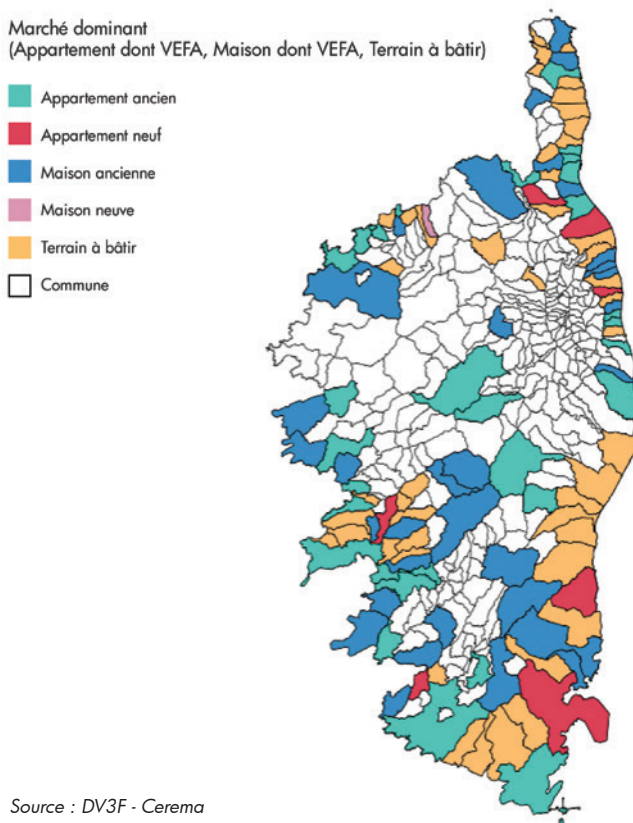 Marché dominant
(Appartement dont VEFA, Maison dont VEFA, Terrain à bâtir)
Appartement ancien
Appartement neuf
Maison ancienne
Maison neuve
Terrain à bâtir
Commune
Source : DV3F - Cerema